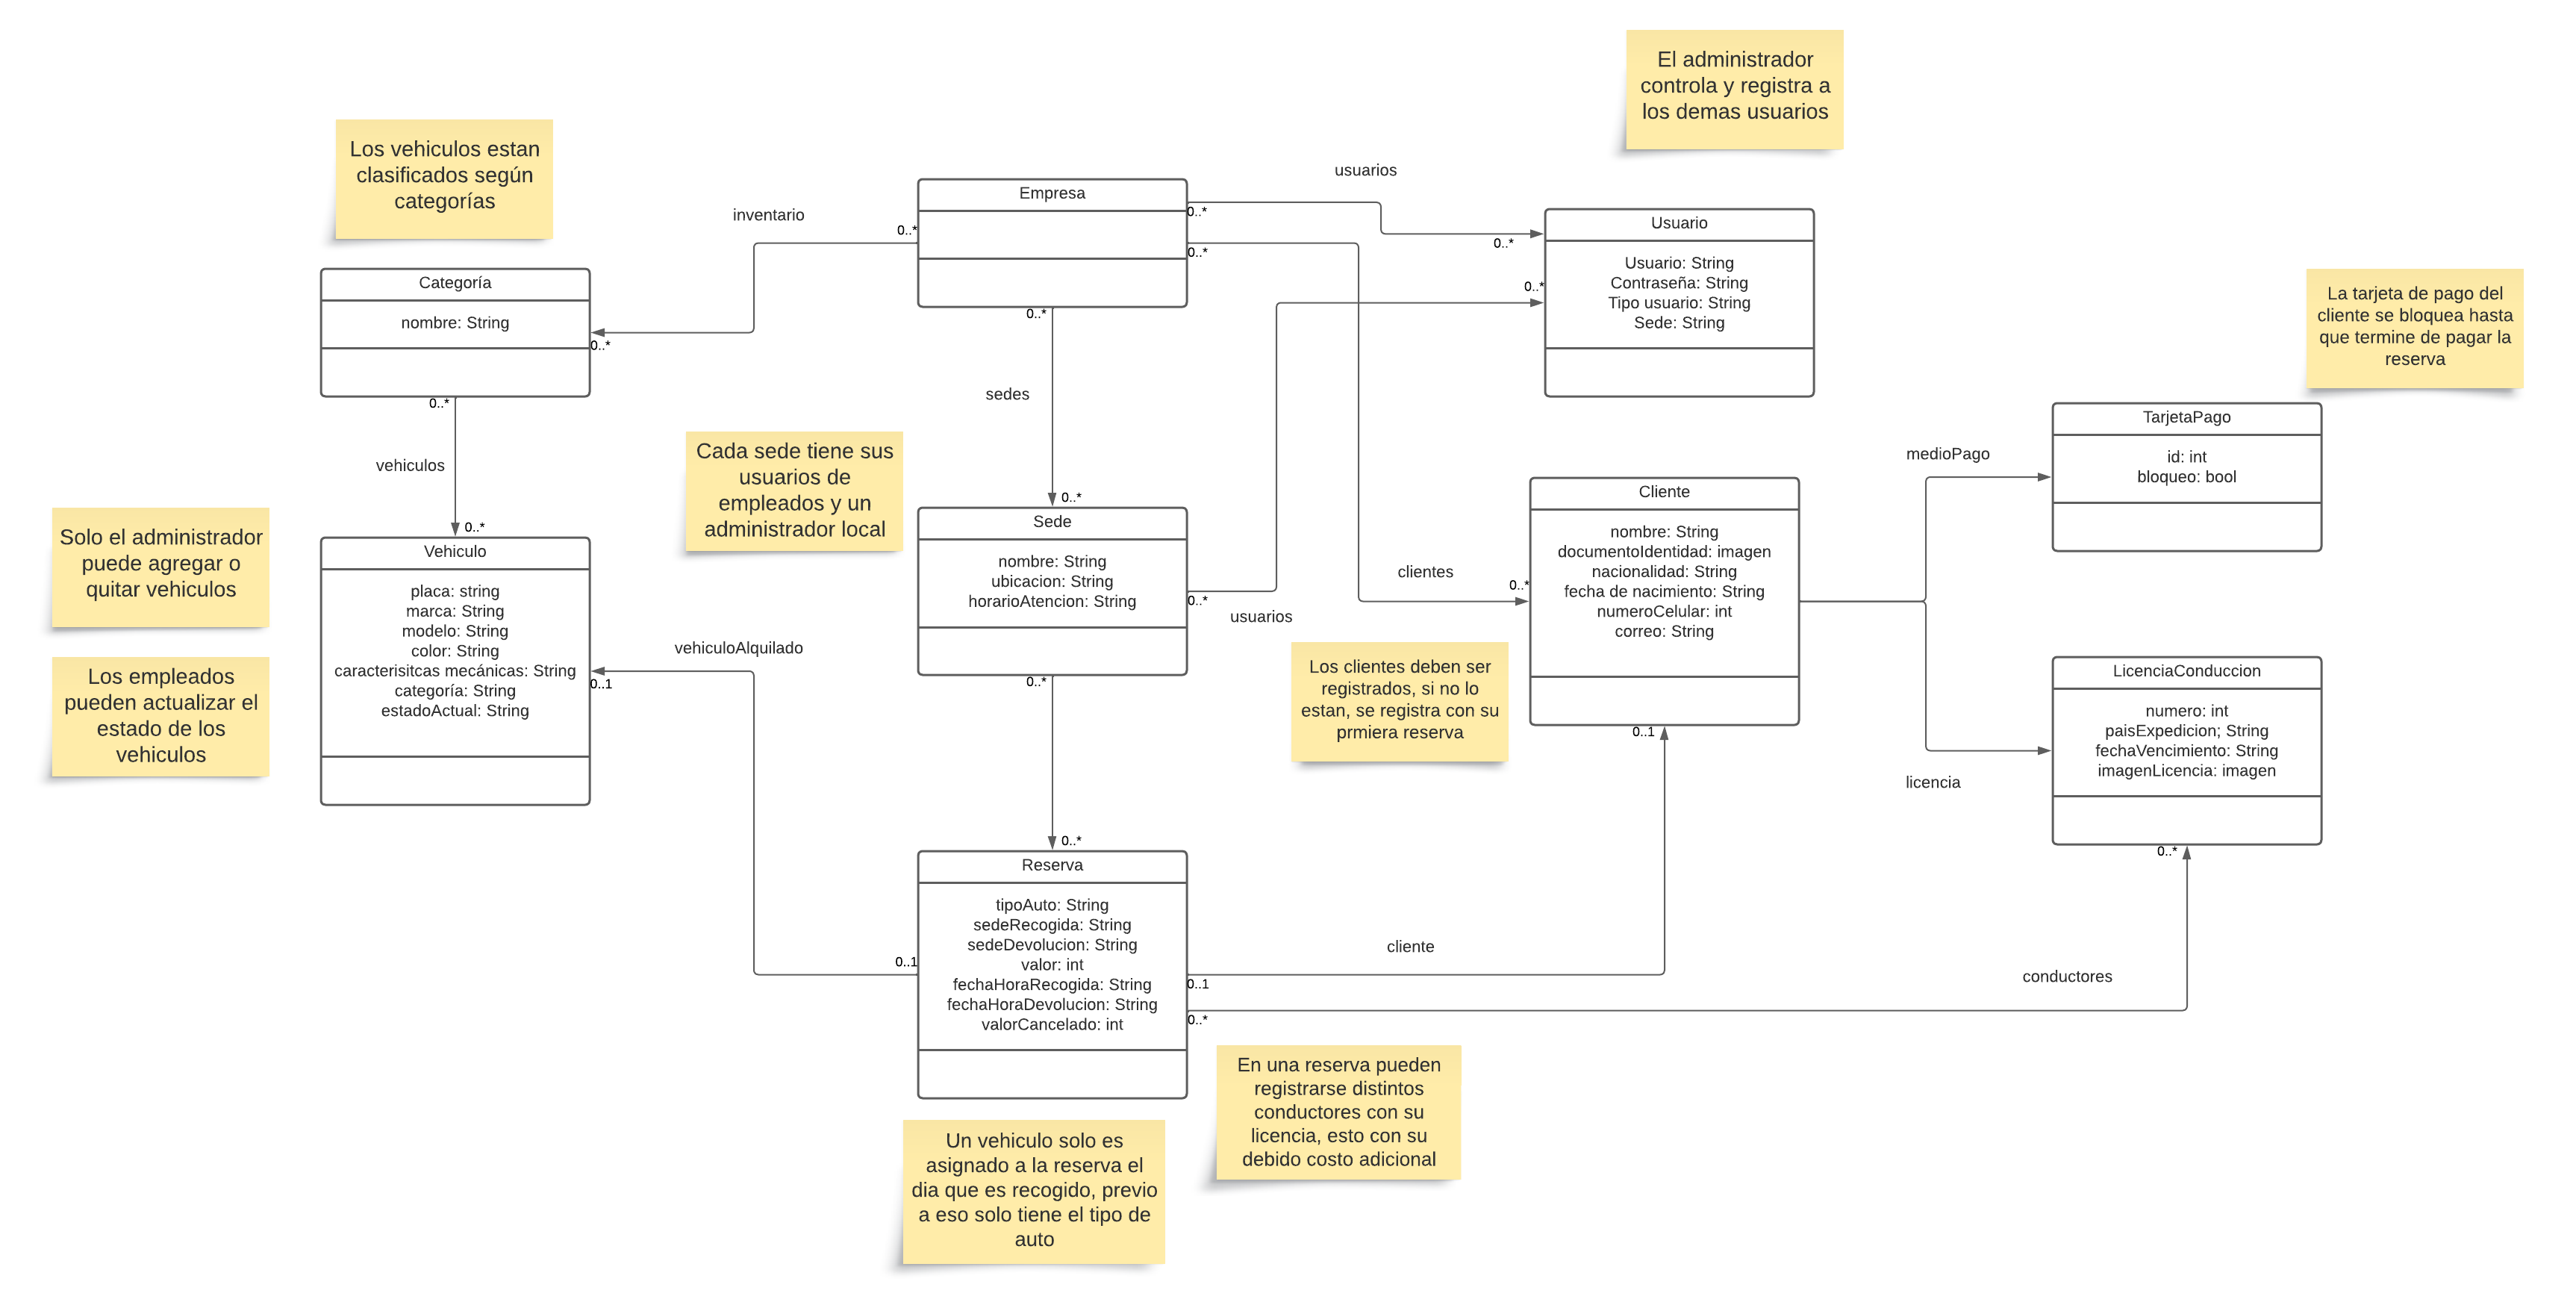 El administrador
controla y registra a
los demas usuarios
Los vehiculos estan
clasificados según
categorías
usuarios
inventario
Empresa
0..*
0..*
0..*
0..*
Usuario
Usuario: String
Contraseña: String
Tipo usuario: String
Sede: String
0..*
0..*
Categoría
nombre: String
0..*
0..*
La tarjeta de pago del
cliente se bloquea hasta
que termine de pagar la
reserva
sedes
vehiculos
0..*
Cada sede tiene sus
usuarios de
empleados y un
administrador local
0..*
Sede
nombre: String
ubicacion: String
horarioAtencion: String
0..*
0..*
usuarios
clientes
0..*
Cliente
nombre: String
documentoIdentidad: imagen
nacionalidad: String
fecha de nacimiento: String
numeroCelular: int
correo: String
0..1
medioPago
TarjetaPago
id: int
bloqueo: bool
Solo el administrador
puede agregar o
quitar vehiculos
Los empleados
pueden actualizar el
estado de los
vehiculos
Vehiculo
placa: string
marca: String
modelo: String
color: String
caracterisitcas mecánicas: String
categoría: String
estadoActual: String
0..1
vehiculoAlquilado
Los clientes deben ser
registrados, si no lo
estan, se registra con su
prmiera reserva
LicenciaConduccion
numero: int
paisExpedicion; String
fechaVencimiento: String
imagenLicencia: imagen
licencia
0..*
0..*
Reserva
tipoAuto: String
sedeRecogida: String
sedeDevolucion: String
valor: int
fechaHoraRecogida: String
fechaHoraDevolucion: String
valorCancelado: int
0..1
0..1
0..*
cliente
conductores
En una reserva pueden
registrarse distintos
conductores con su
licencia, esto con su
debido costo adicional
Un vehiculo solo es
asignado a la reserva el
dia que es recogido, previo
a eso solo tiene el tipo de
auto